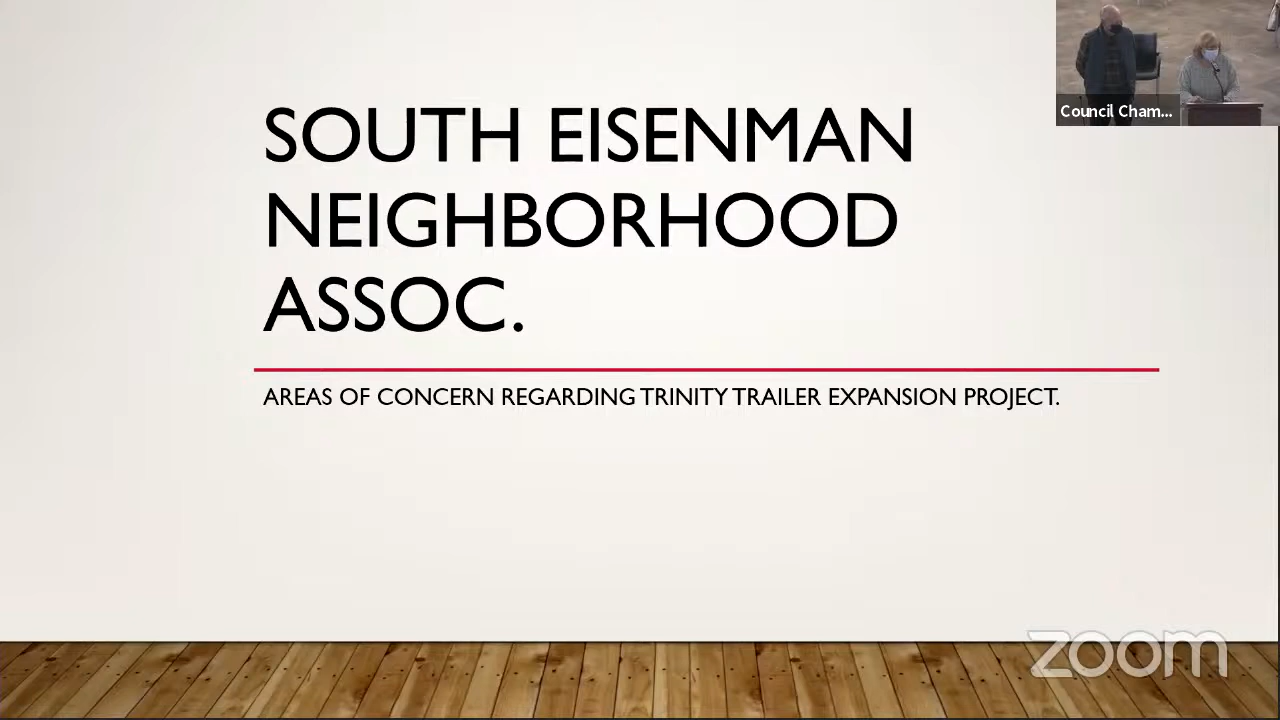 Council Cham...
SOUTH EISENMAN
NEIGHBORHOOD
ASSOC.
AREAS OF CONCERN REGARDING TRINITY TRAILER EXPANSION PROJECT.
zoom